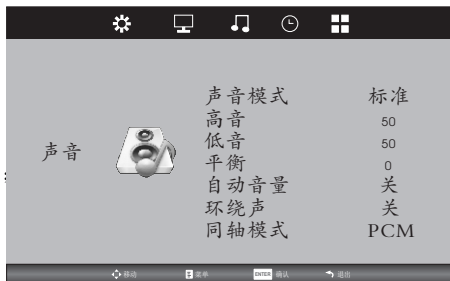 声音
声音模式 标准
高音 50
低音 50
平衡 0
自动音量 关
环绕声 关
同轴模式 PCM
移动 菜单 ENTER 确认 退出